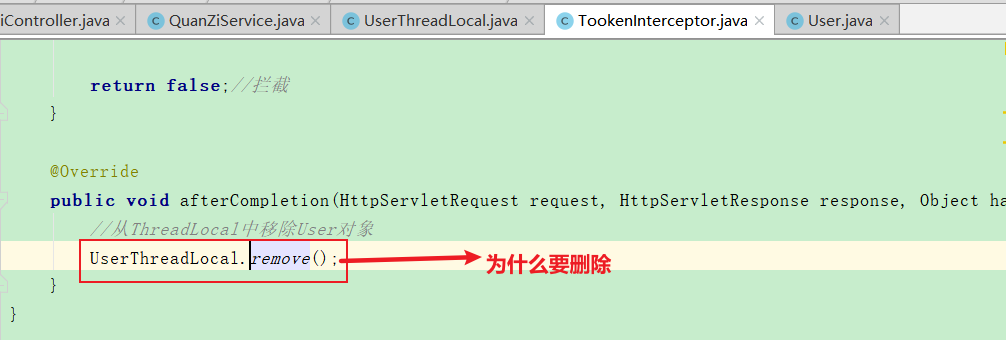 iController.java × QuanZiService.java × UserThreadLocal.java × TookenInterceptor.java × User.java ×
return false;//拦截
}
@Override
public void afterCompletion(HttpServletRequest request, HttpServletResponse response, Object ha
//从ThreadLocal中移除User对象
UserThreadLocal.remove(); 为什么要删除
}
}